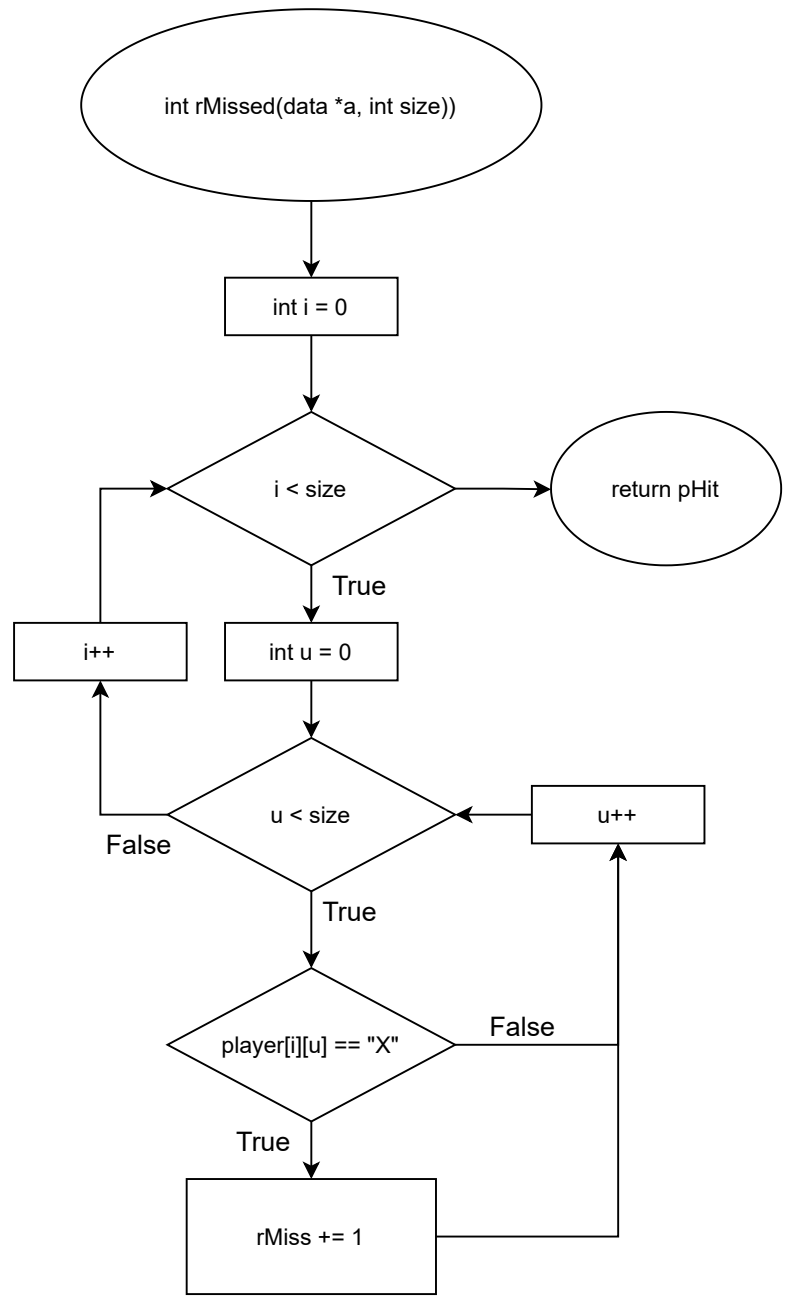 int rMissed(data *a, int size))
int i = 0
i < size
return pHit
True
i++
int u = 0
u < size
u++
False
True
player[i][u] == "X"
False
True
rMiss += 1